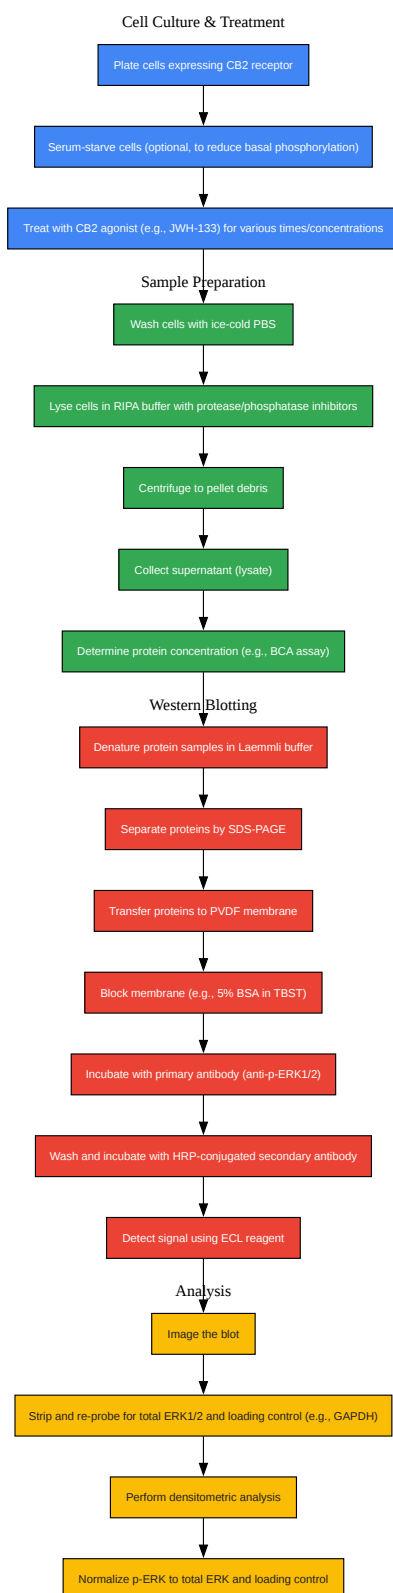 Cell Culture & Treatment
Plate cells expressing CB2 receptor
Serum-starve cells (optional, to reduce basal phosphorylation)
Treat with CB2 agonist (e.g., JWH-133) for various times/concentrations
Sample Preparation
Wash cells with ice-cold PBS
Lyse cells in RIPA buffer with protease/phosphatase inhibitors
Centrifuge to pellet debris
Collect supernatant (lysate)
Determine protein concentration (e.g., BCA assay)
Western Blotting
Denature protein samples in Laemmli buffer
Separate proteins by SDS-PAGE
Transfer proteins to PVDF membrane
Block membrane (e.g., 5% BSA in TBST)
Incubate with primary antibody (anti-p-ERK1/2)
Wash and incubate with HRP-conjugated secondary antibody
Detect signal using ECL reagent
Analysis
Image the blot
Strip and re-probe for total ERK1/2 and loading control (e.g., GAPDH)
Perform densitometric analysis
Normalize p-ERK to total ERK and loading control